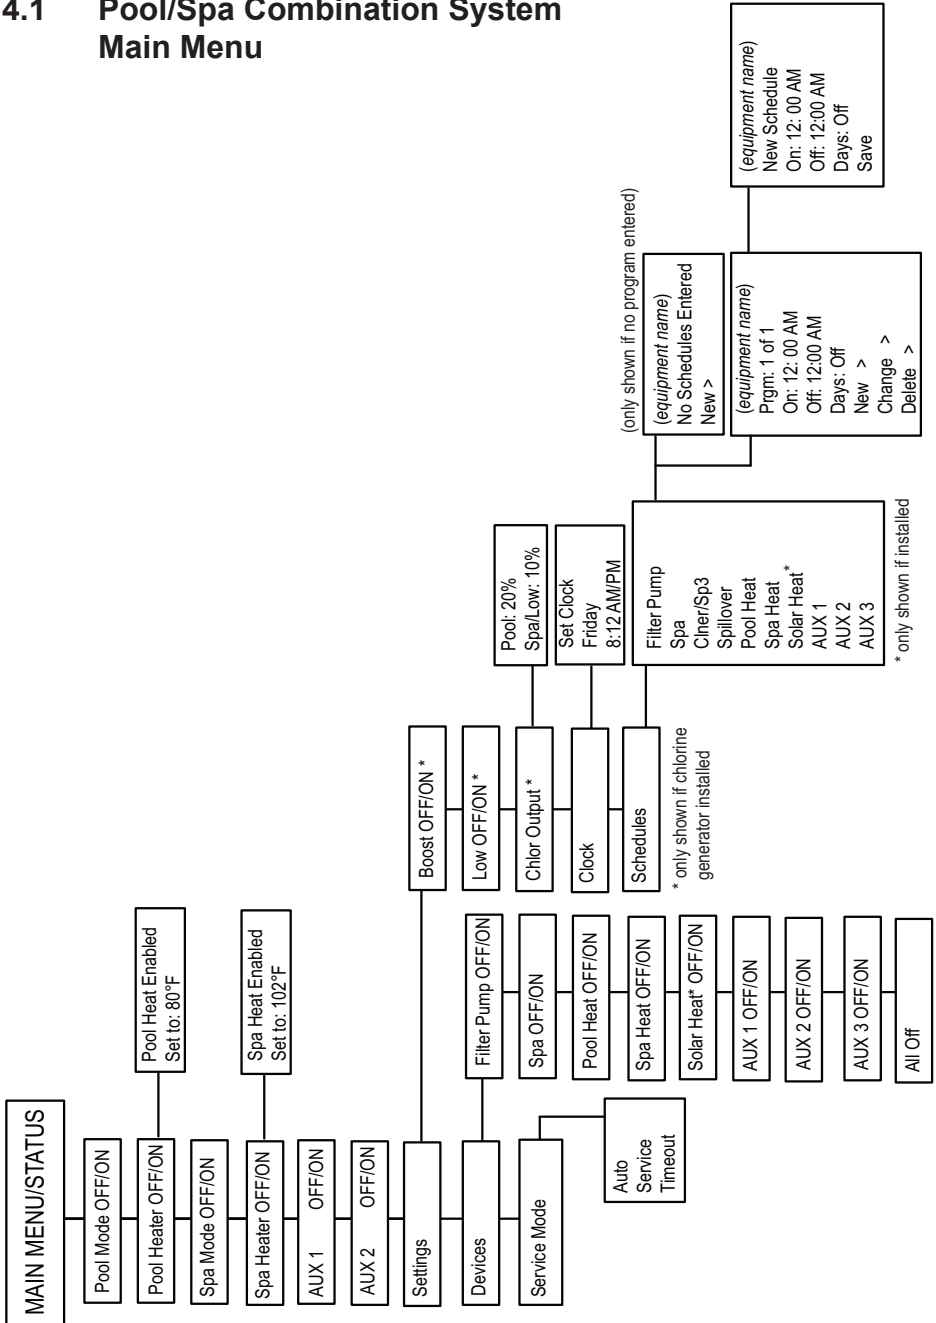 4.1 Pool/Spa Combination System
Main Menu
MAIN MENU/STATUS
Pool Mode OFF/ON
Pool Heater OFF/ON
Pool Heat Enabled
Set to: 80°F
Spa Mode OFF/ON
Spa Heater OFF/ON
Spa Heat Enabled
Set to: 102°F
AUX 1 OFF/ON
AUX 2 OFF/ON
Settings
Boost OFF/ON *
Low OFF/ON *
Chlor Output *
Pool: 20%
Spa/Low: 10%
Clock
Set Clock
Friday
8:12 AM/PM
Schedules
* only shown if chlorine
generator installed
Filter Pump
Spa
Clner/Sp3
Spillover
Pool Heat
Spa Heat
Solar Heat*
AUX 1
AUX 2
AUX 3
* only shown if installed
(only shown if no program entered)
(equipment name)
No Schedules Entered
New >
(equipment name)
Prgm: 1 of 1
On: 12: 00 AM
Off: 12:00 AM
Days: Off
New >
Change >
Delete >
(equipment name)
New Schedule
On: 12: 00 AM
Off: 12:00 AM
Days: Off
Save
Devices
Filter Pump OFF/ON
Spa OFF/ON
Pool Heat OFF/ON
Spa Heat OFF/ON
Solar Heat* OFF/ON
AUX 1 OFF/ON
AUX 2 OFF/ON
AUX 3 OFF/ON
All Off
Service Mode
Auto
Service
Timeout